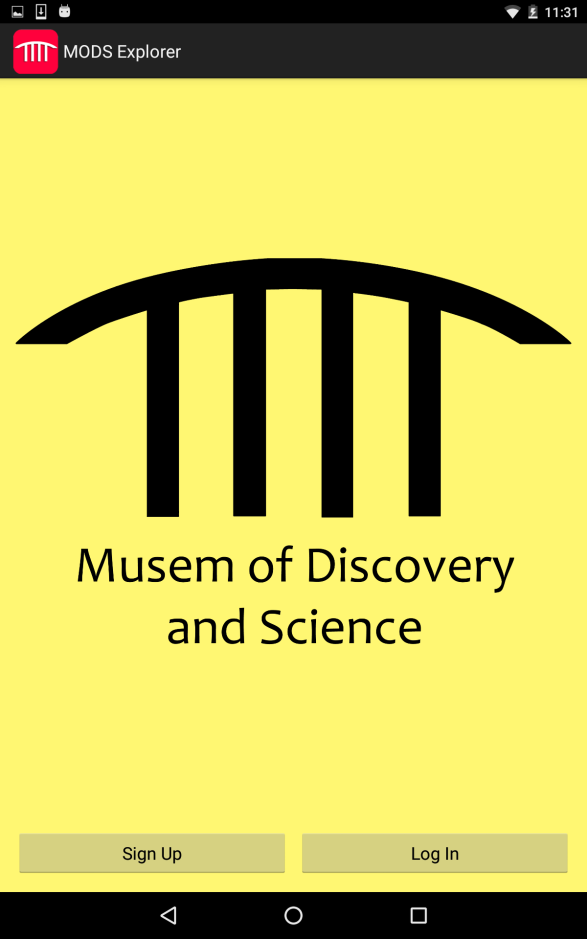 11:31
MODS Explorer
Musem of Discovery
and Science
Sign Up
Log In